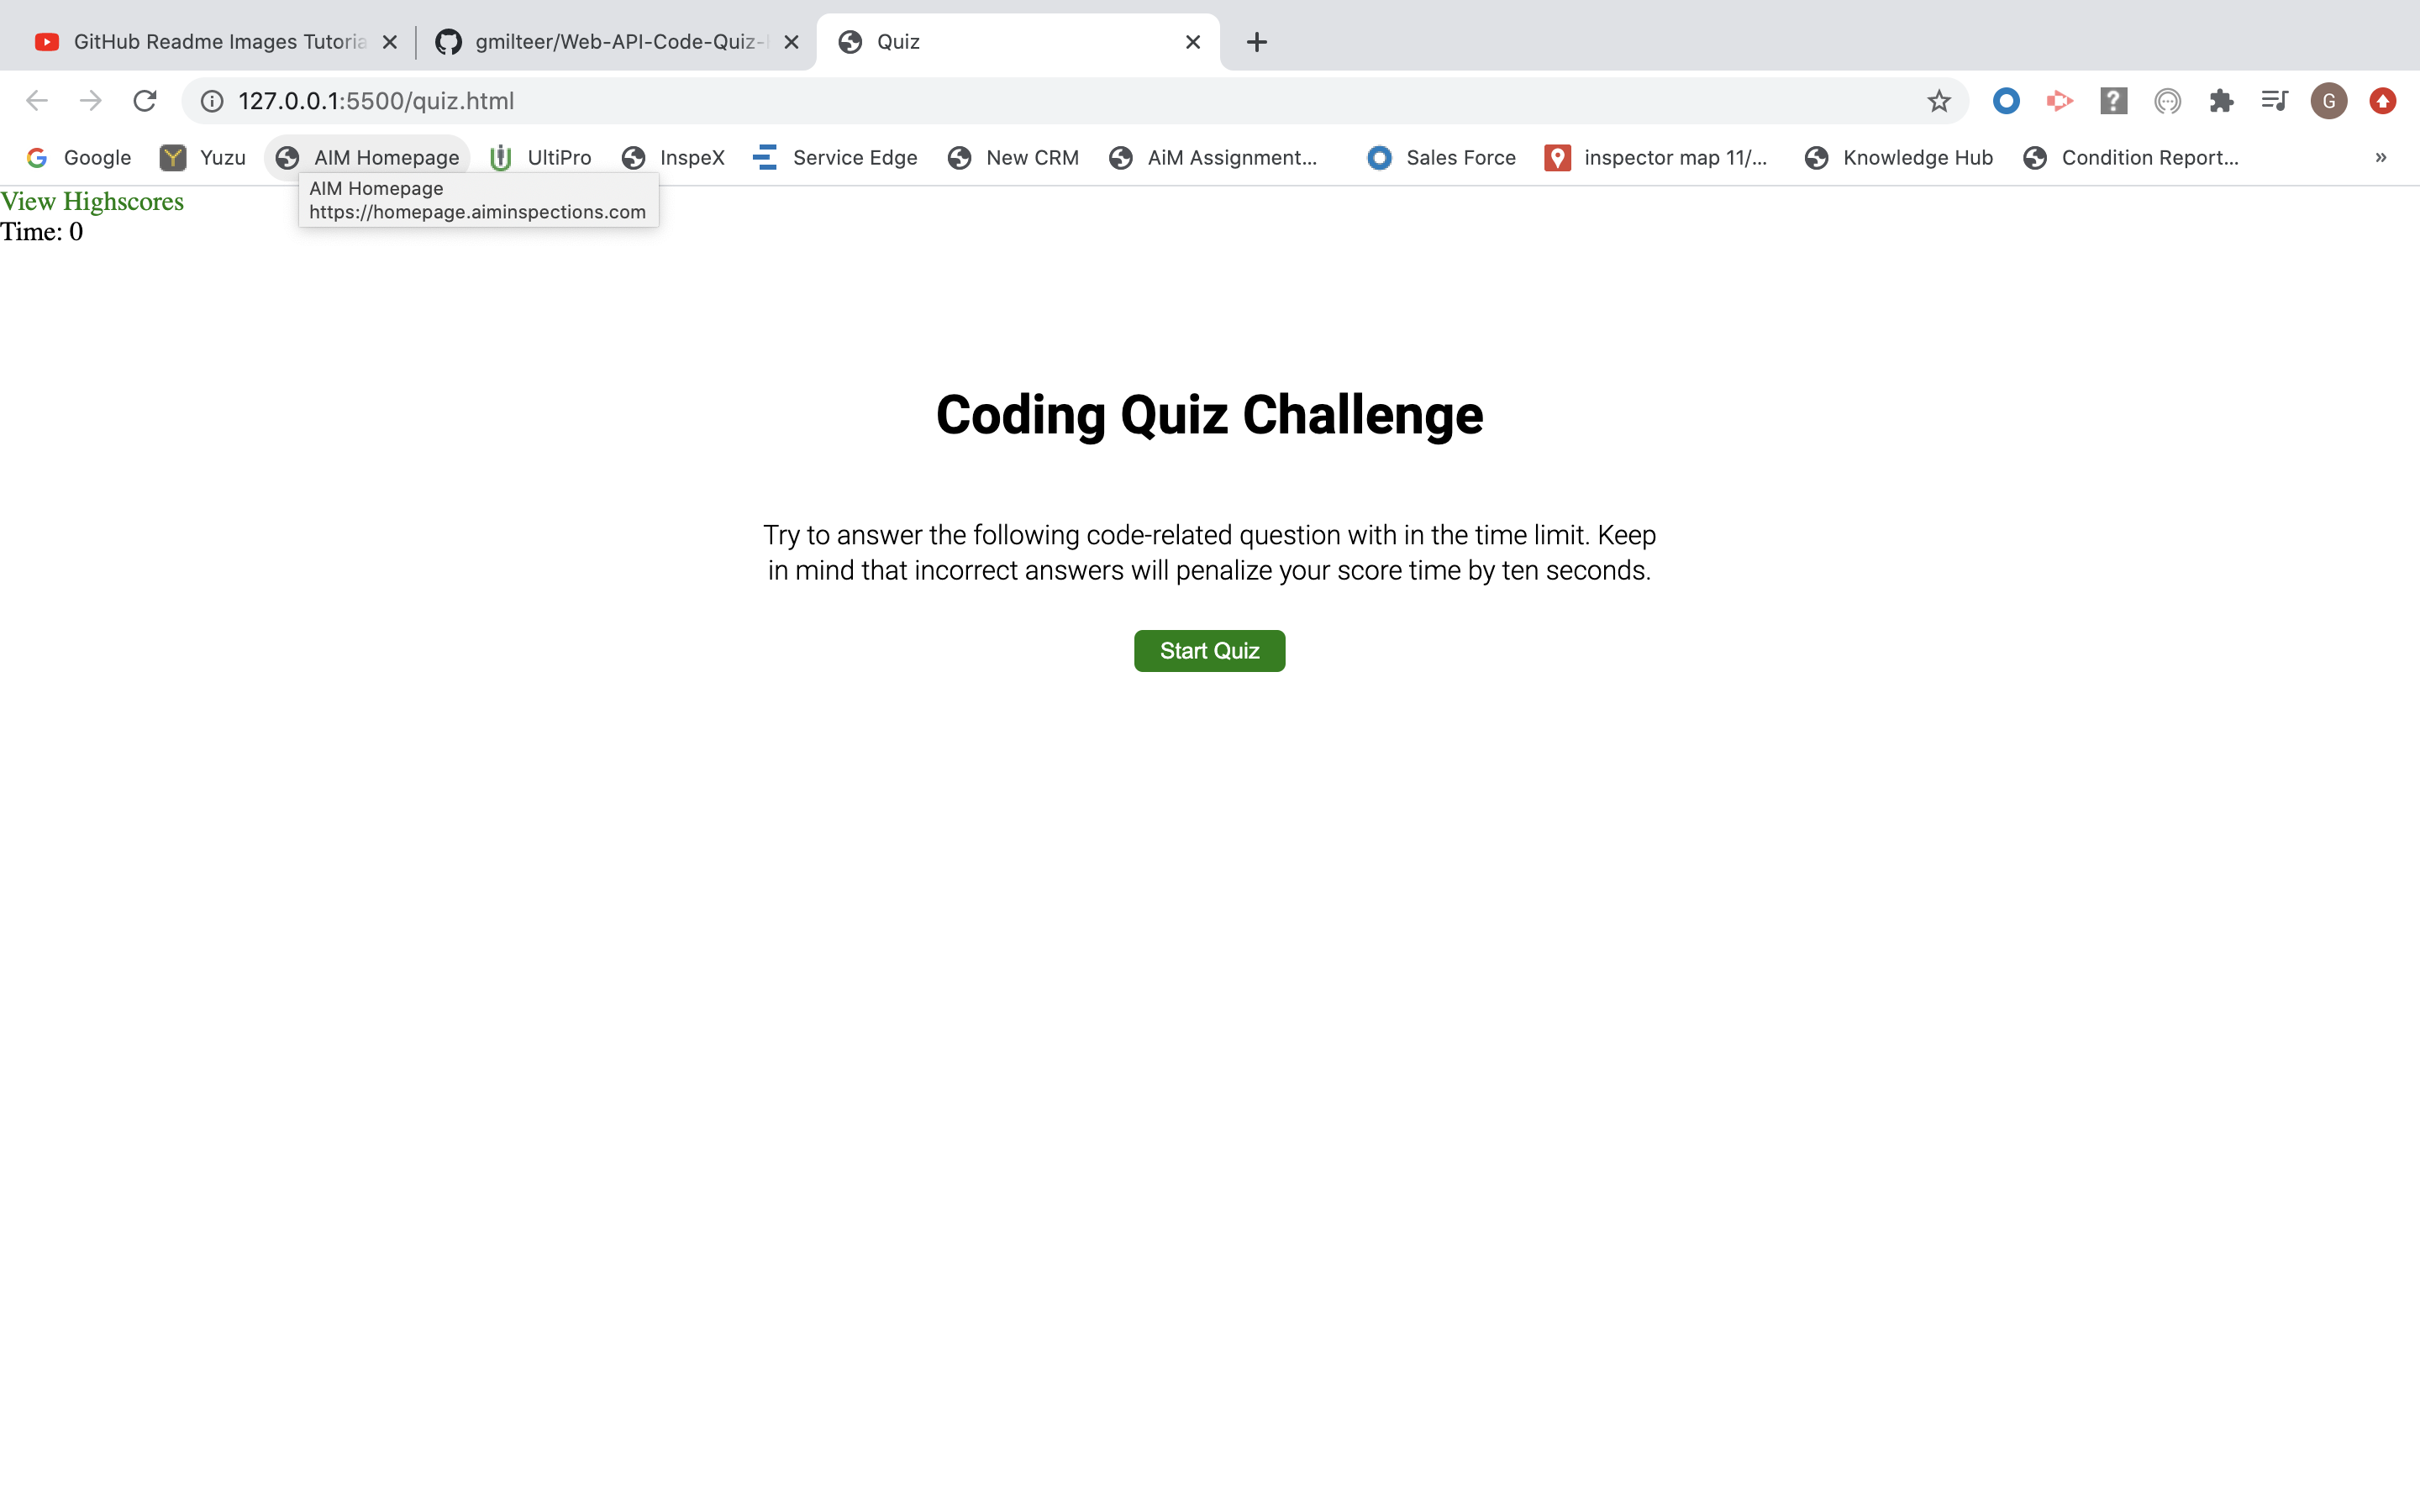 GitHub Readme Images Tutoria
gmilteer/Web-API-Code-Quiz-
Quiz
127.0.0.1:5500/quiz.html
G
Google
Yuzu
AIM Homepage
UltiPro
InspeX
Service Edge
New CRM
AiM Assignment...
Sales Force
inspector map 11/...
Knowledge Hub
Condition Report...
»
AIM Homepage
https://homepage.aiminspections.com
View Highscores
Time: 0
Coding Quiz Challenge
Try to answer the following code-related question with in the time limit. Keep
in mind that incorrect answers will penalize your score time by ten seconds.
Start Quiz